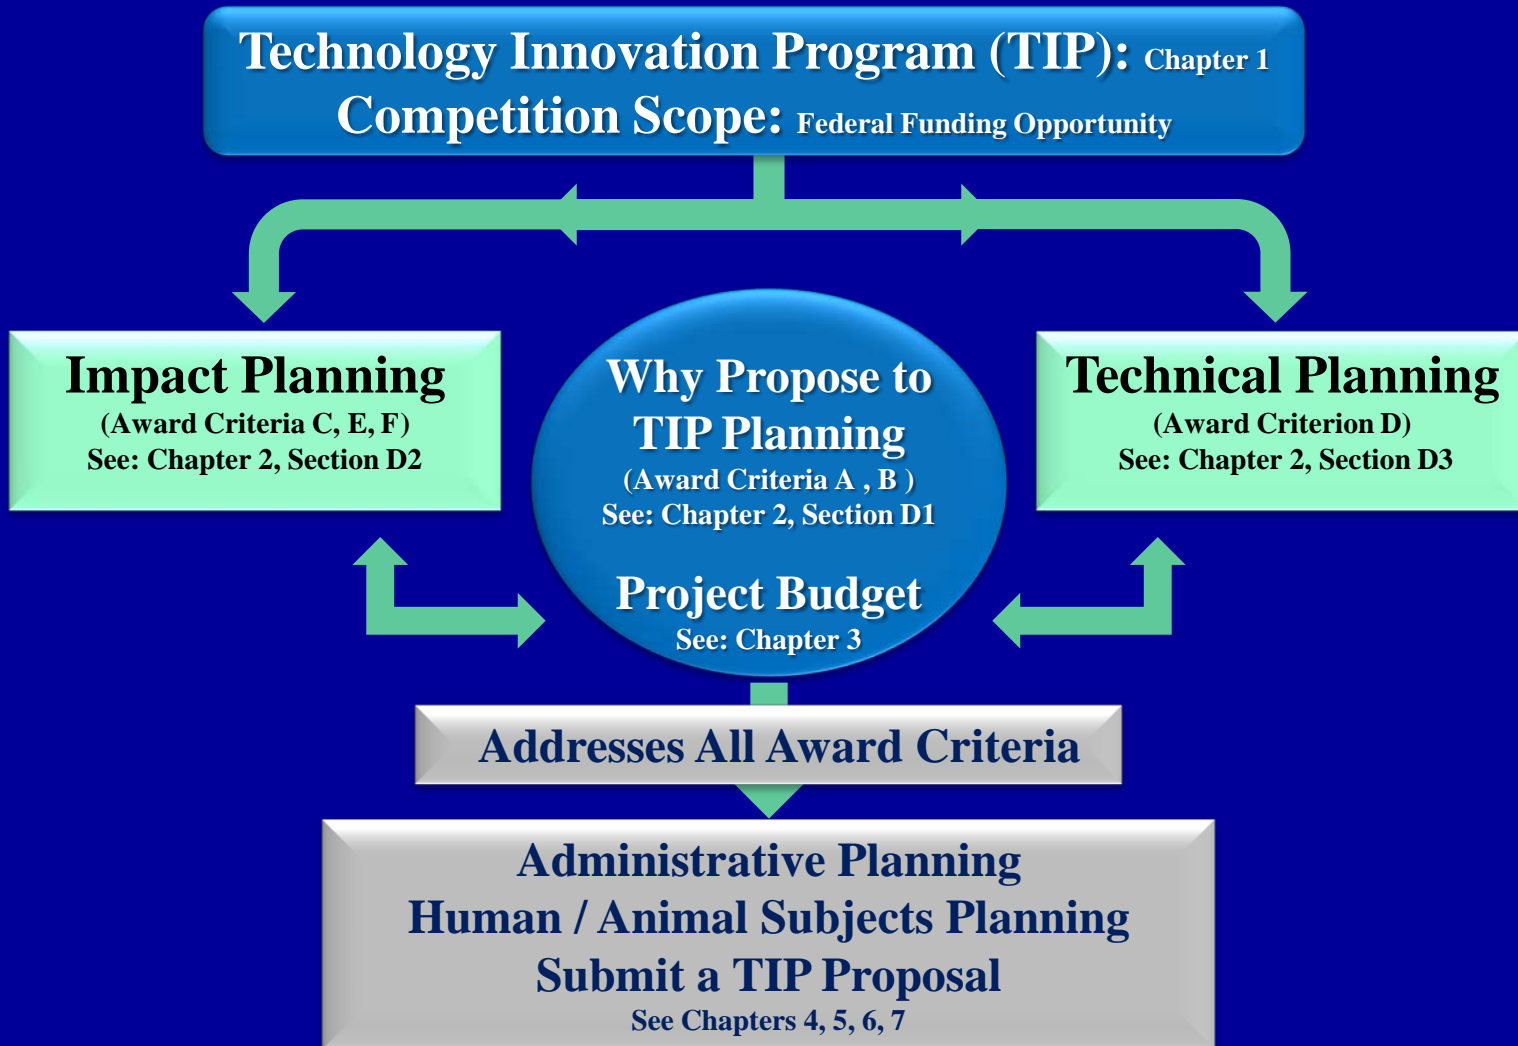 Technology Innovation Program (TIP): Chapter 1
Competition Scope: Federal Funding Opportunity
Impact Planning
(Award Criteria C, E, F)
See: Chapter 2, Section D2
Why Propose to
TIP Planning
(Award Criteria A , B )
See: Chapter 2, Section D1
Project Budget
See: Chapter 3
Technical Planning
(Award Criterion D)
See: Chapter 2, Section D3
Addresses All Award Criteria
Administrative Planning
Human / Animal Subjects Planning
Submit a TIP Proposal
See Chapters 4, 5, 6, 7